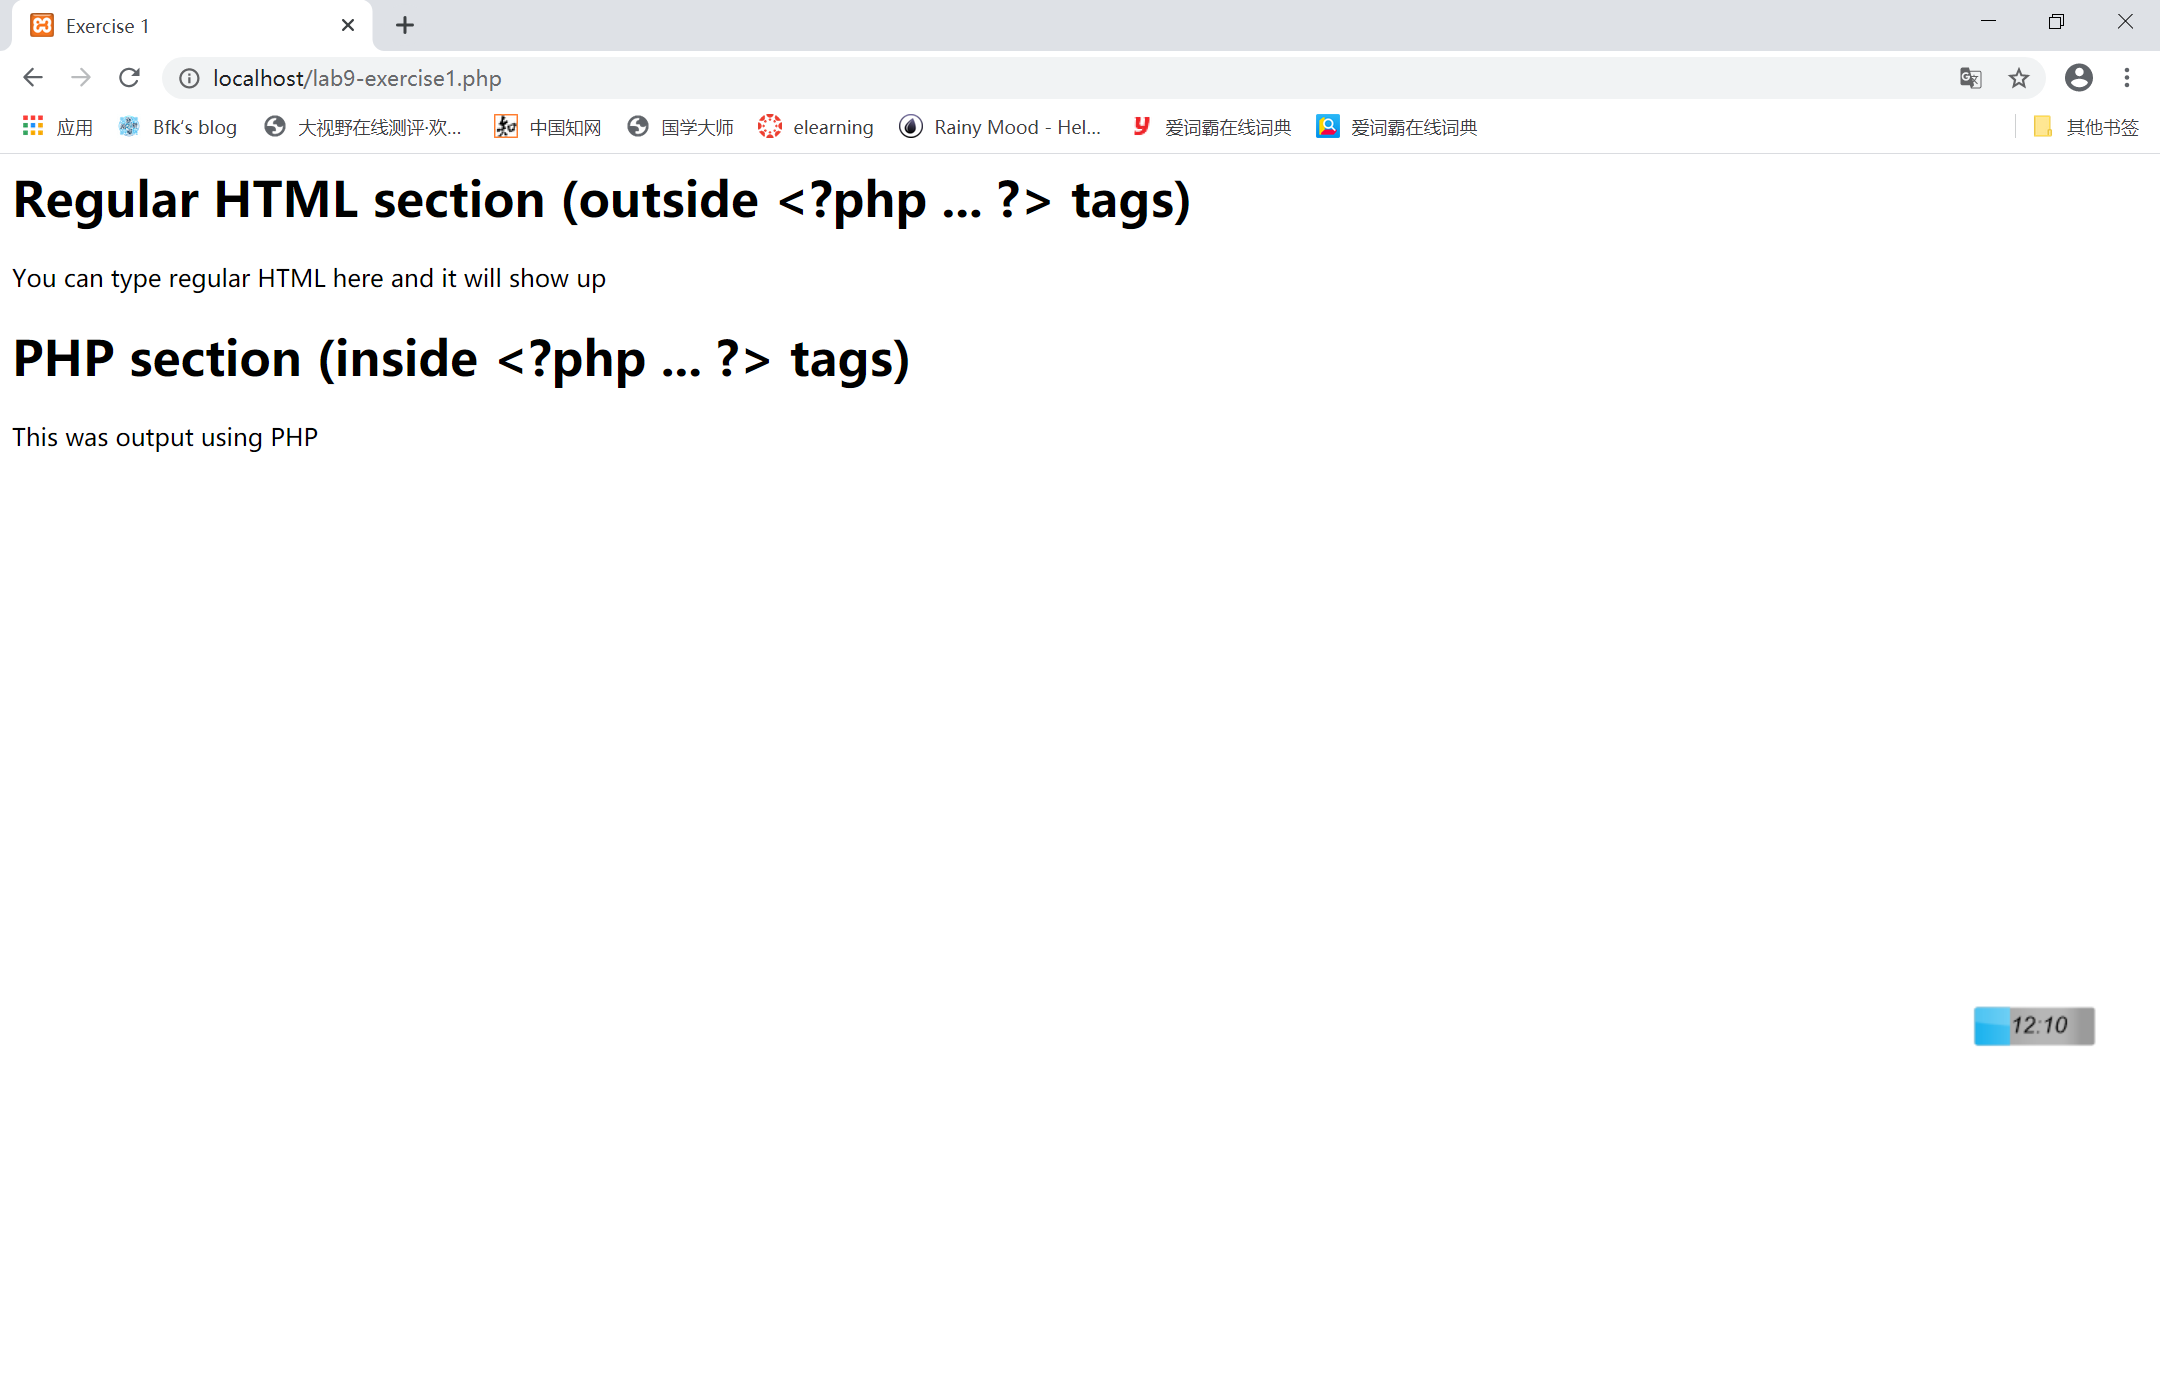 Exercise 1
localhost/lab9-exercise1.php
应用 Bfk's blog 大视野在线测评·欢... 中国知网 国学大师 elearning Rainy Mood - Hel... 爱词霸在线词典 爱词霸在线词典 其他书签
Regular HTML section (outside <?php ... ?> tags)
You can type regular HTML here and it will show up
PHP section (inside <?php ... ?> tags)
This was output using PHP
12:10